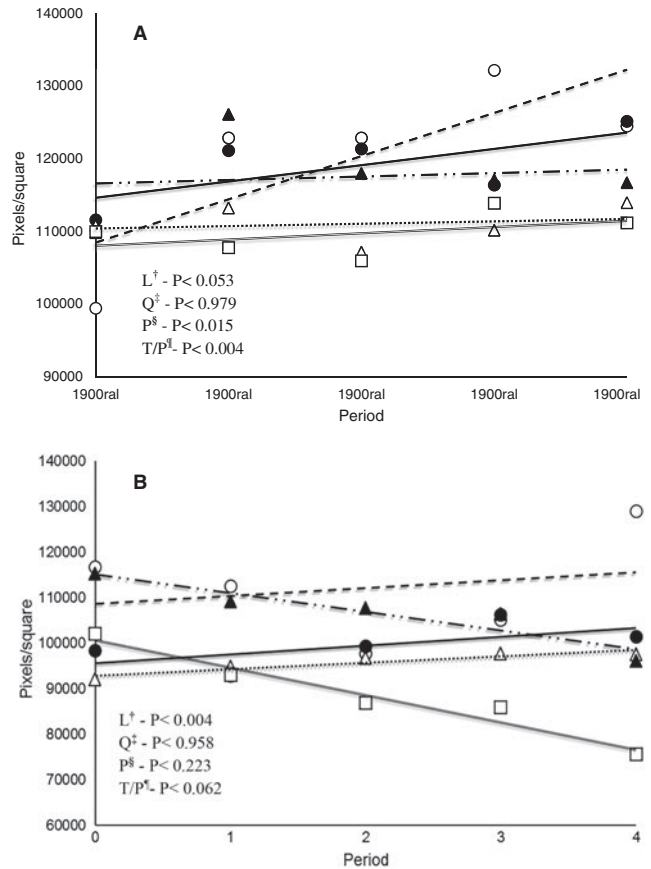 A
140000
130000
120000
110000
100000
90000
Pixels/square
L† - P< 0.053
Q‡ - P< 0.979
P§ - P< 0.015
T/P¶- P< 0.004
1900ral 1900ral 1900ral 1900ral 1900ral
Period
B
140000
130000
120000
110000
100000
90000
80000
70000
60000
Pixels/square
L† - P< 0.004
Q‡ - P< 0.958
P§ - P< 0.223
T/P¶- P< 0.062
0 1 2 3 4
Period